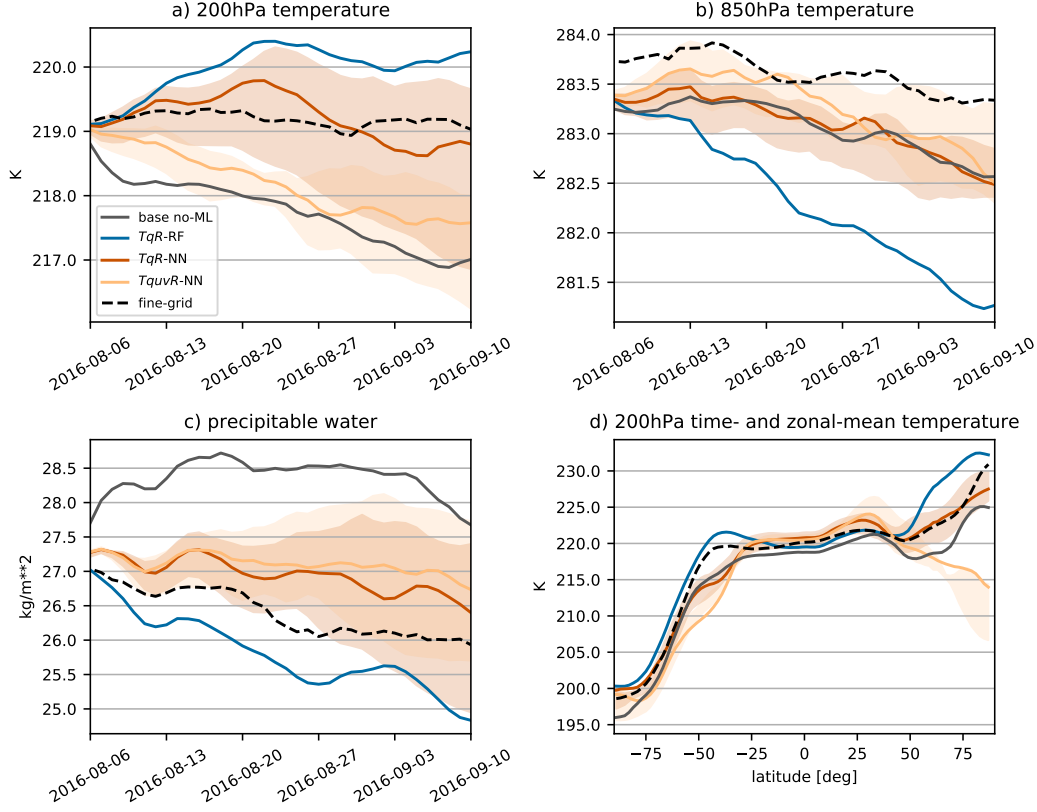 a) 200hPa temperature
K
220.0
219.0
218.0
217.0
base no-ML
TqR-RF
TqR-NN
TquvR-NN
fine-grid
2016-08-06
2016-08-13
2016-08-20
2016-08-27
2016-09-03
2016-09-10
b) 850hPa temperature
K
284.0
283.5
283.0
282.5
282.0
281.5
2016-08-06
2016-08-13
2016-08-20
2016-08-27
2016-09-03
2016-09-10
c) precipitable water
kg/m**2
28.5
28.0
27.5
27.0
26.5
26.0
25.5
25.0
2016-08-06
2016-08-13
2016-08-20
2016-08-27
2016-09-03
2016-09-10
d) 200hPa time- and zonal-mean temperature
K
230.0
225.0
220.0
215.0
210.0
205.0
200.0
195.0
−75 −50 −25 0 25 50 75
latitude [deg]